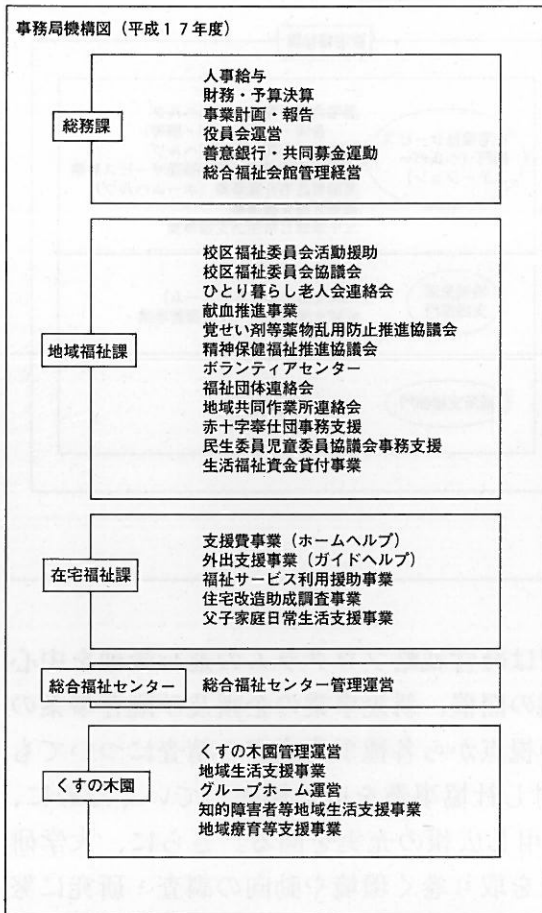 事務局機構図（平成１７年度）
総務課
人事給与
財務・予算決算
事業計画・報告
役員会運営
善意銀行・共同募金運動
総合福祉会館管理経営
地域福祉課
校区福祉委員会活動援助
校区福祉委員会協議会
ひとり暮らし老人会連絡会
献血推進事業
覚せい剤等薬物乱用防止推進協議会
精神保健福祉推進協議会
ボランティアセンター
福祉団体連絡会
地域共同作業所連絡会
赤十字奉仕団事務支援
民生委員児童委員協議会事務支援
生活福祉資金貸付事業
在宅福祉課
支援費事業（ホームヘルプ）
外出支援事業（ガイドヘルプ）
福祉サービス利用援助事業
住宅改造助成調査事業
父子家庭日常生活支援事業
総合福祉センター
総合福祉センター管理運営
くすの木園
くすの木園管理運営
地域生活支援事業
グループホーム運営
知的障害者等地域生活支援事業
地域療育等支援事業